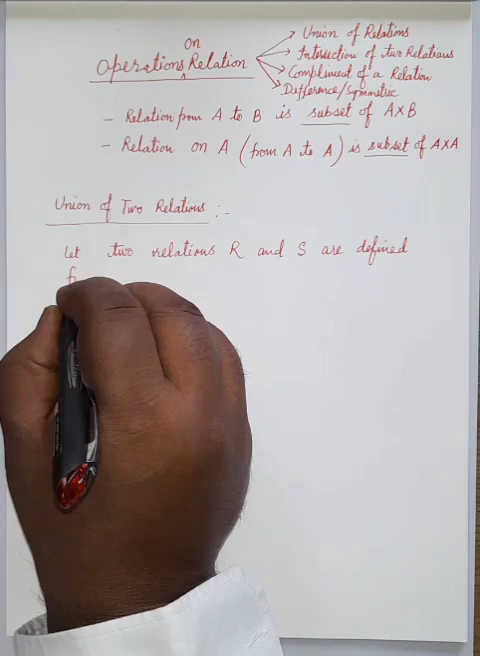 on
Operations ^ Relation
Union of Relations
Intersection of two Relations
Compliment of a Relation
Difference/Symmetric
- Relation from A to B is subset of A×B
- Relation on A (from A to A) is subset of A×A
Union of Two Relations :-
Let two relations R and S are defined
f